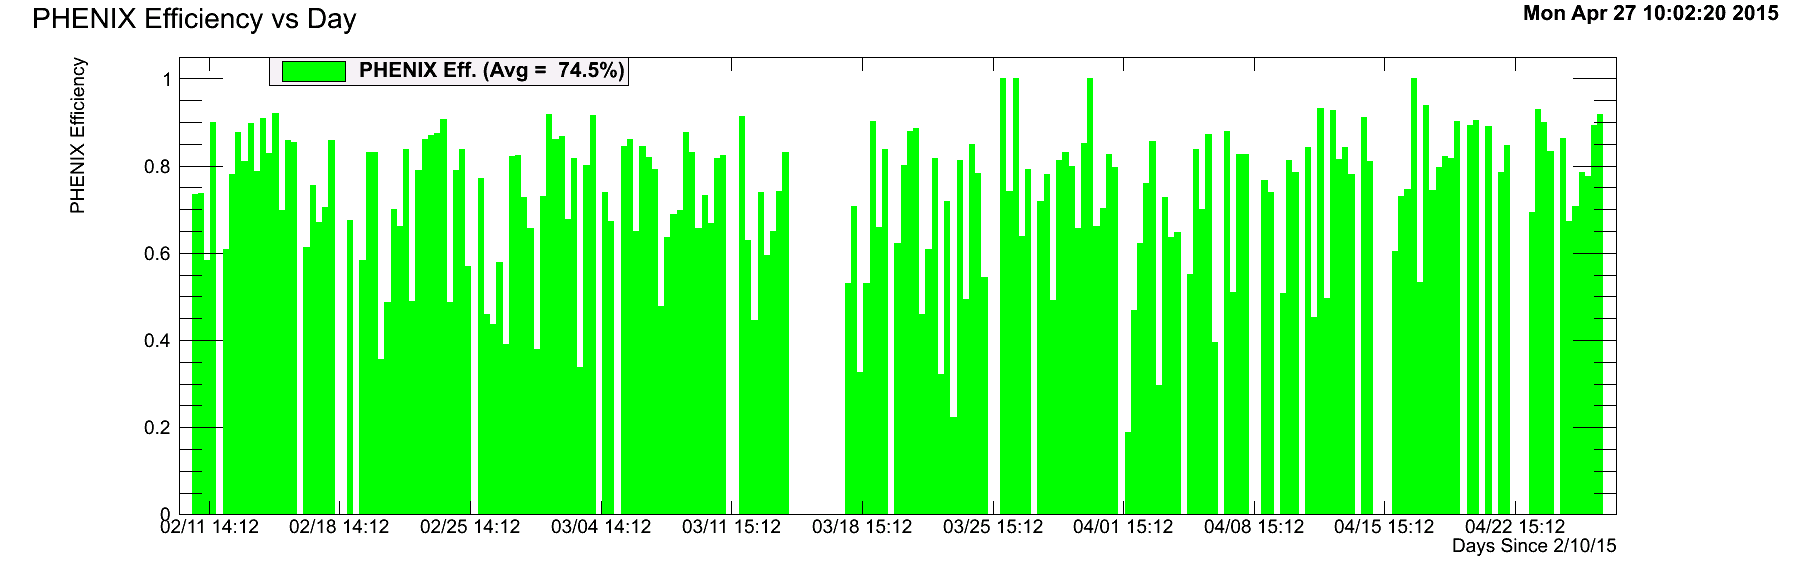 PHENIX Efficiency vs Day
Mon Apr 27 10:02:20 2015
PHENIX Efficiency
PHENIX Eff. (Avg =  74.5%)
1
0.8
0.6
0.4
0.2
0
02/11 14:12 02/18 14:12 02/25 14:12 03/04 14:12 03/11 15:12 03/18 15:12 03/25 15:12 04/01 15:12 04/08 15:12 04/15 15:12 04/22 15:12
Days Since 2/10/15